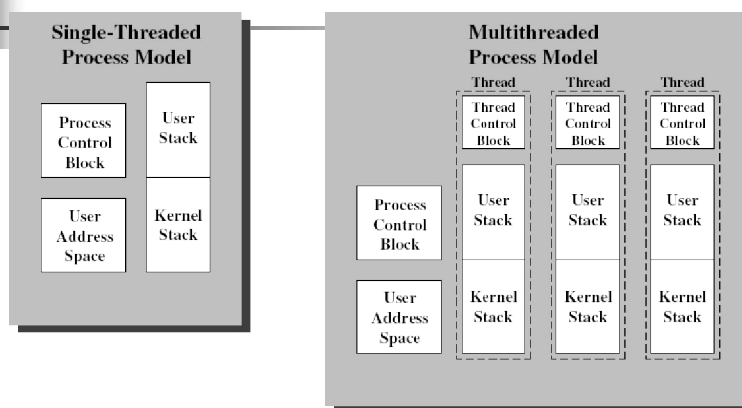 Single-Threaded
Process Model
Process
Control
Block
User
Stack
User
Address
Space
Kernel
Stack
Multithreaded
Process Model
Thread
Thread
Thread
Thread
Control
Block
Thread
Control
Block
Thread
Control
Block
Process
Control
Block
User
Stack
User
Stack
User
Stack
User
Address
Space
Kernel
Stack
Kernel
Stack
Kernel
Stack